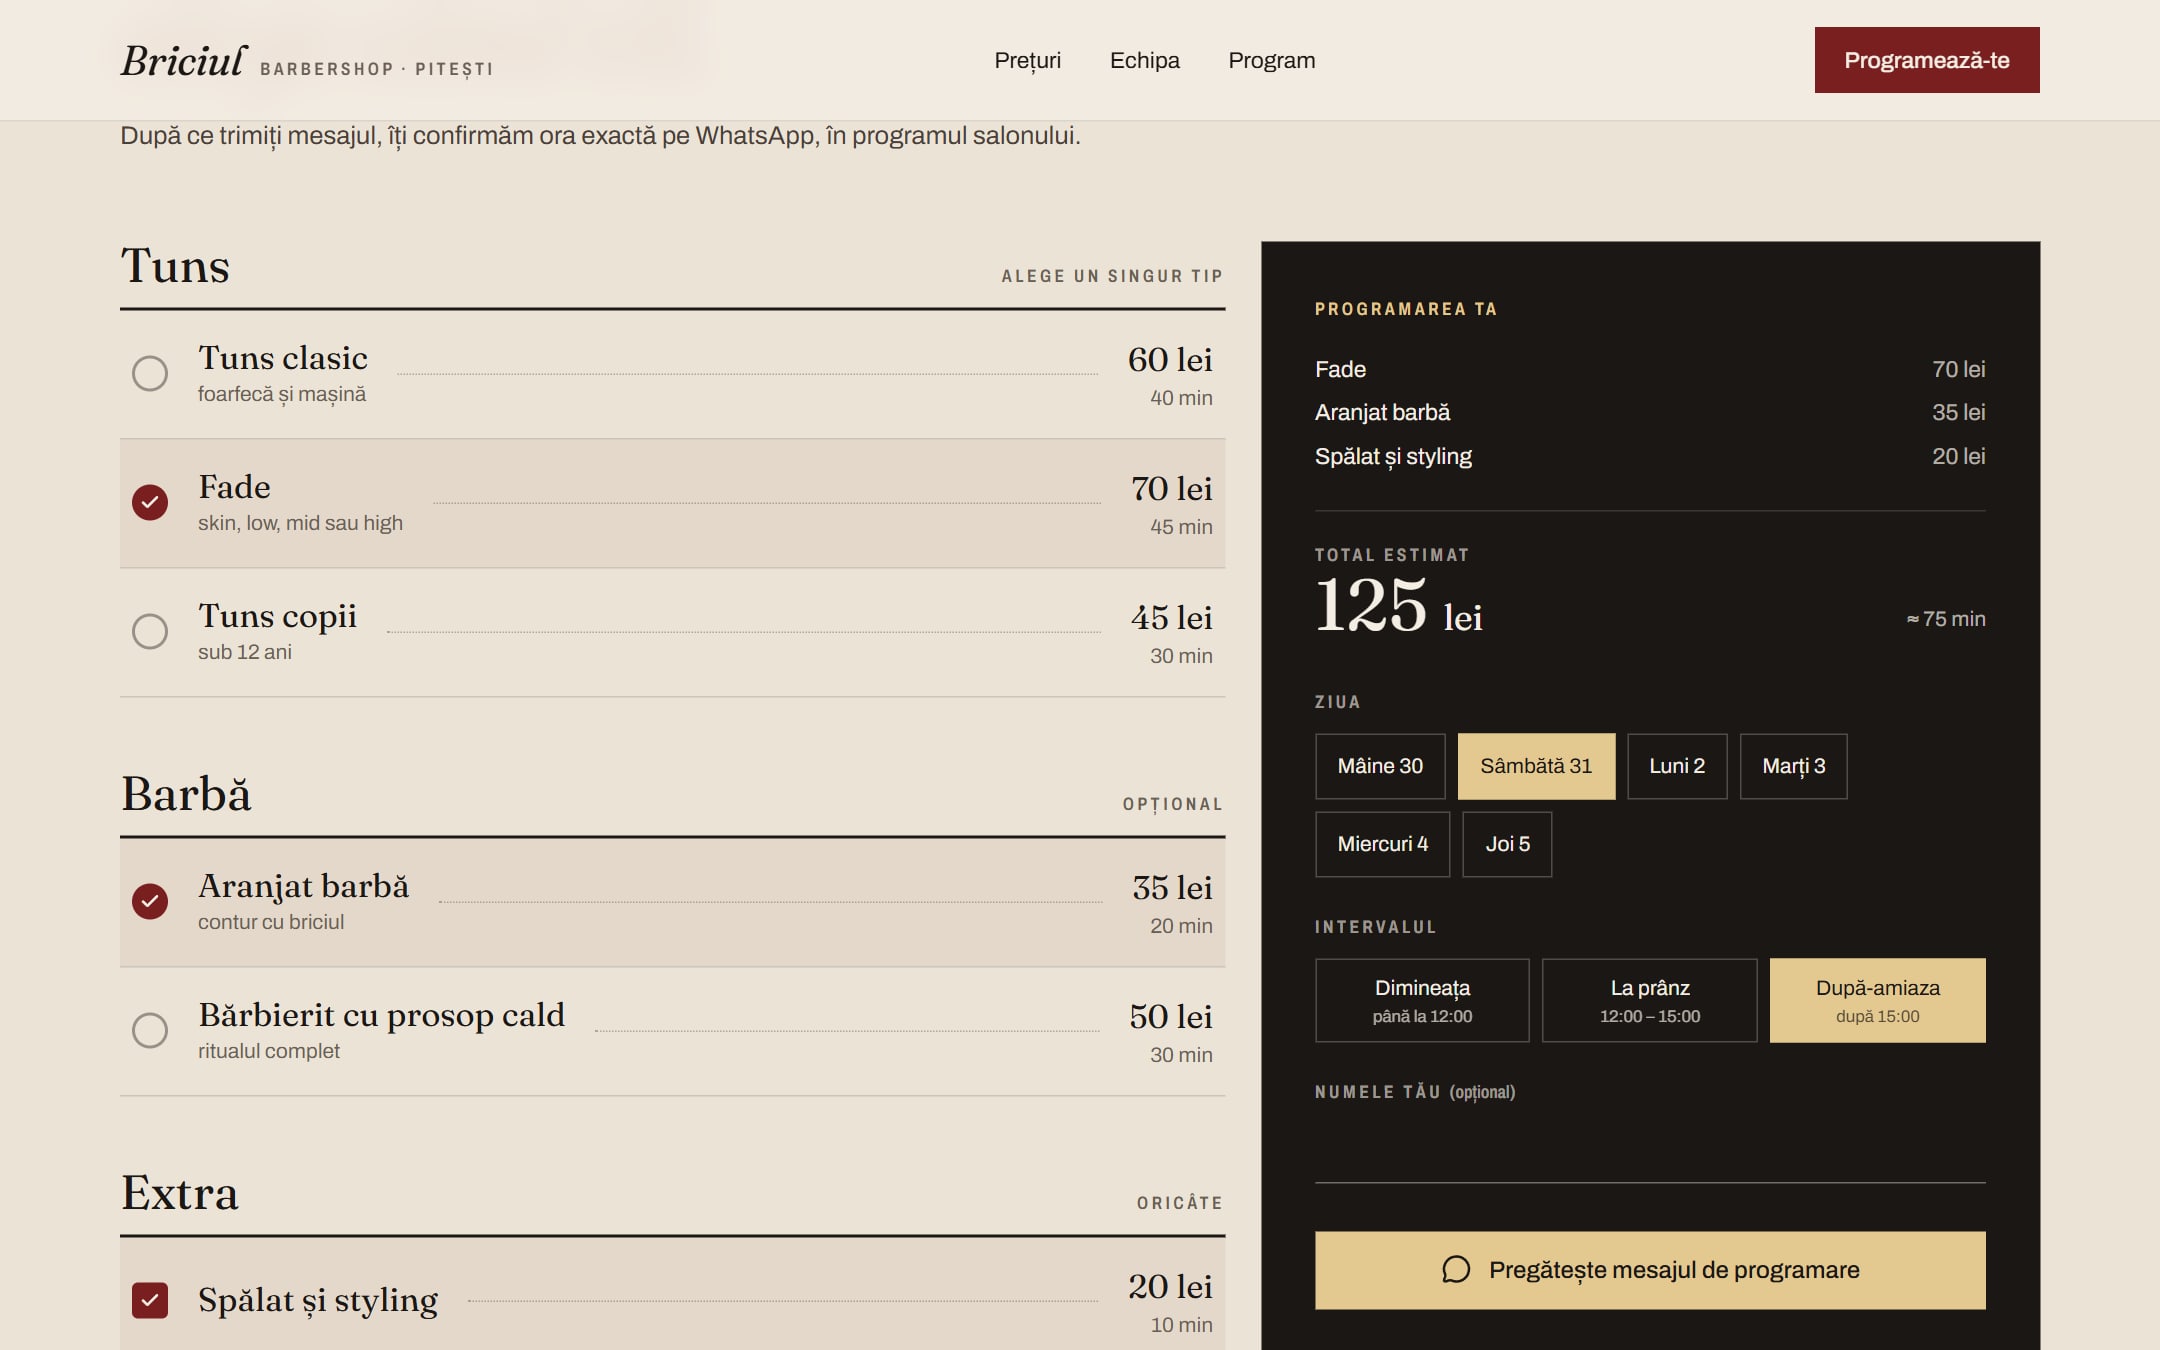 Briciul BARBERSHOP · PITEȘTI
Prețuri
Echipa
Program
Programează-te
După ce trimiți mesajul, îți confirmăm ora exactă pe WhatsApp, în programul salonului.
Tuns
ALEGE UN SINGUR TIP
Tuns clasic
60 lei
foarfecă și mașină
40 min
Fade
70 lei
skin, low, mid sau high
45 min
Tuns copii
45 lei
sub 12 ani
30 min
Barbă
OPȚIONAL
Aranjat barbă
35 lei
contur cu briciul
20 min
Bărbierit cu prosop cald
50 lei
ritualul complet
30 min
Extra
ORICÂTE
Spălat și styling
20 lei
10 min
PROGRAMAREA TA
Fade
70 lei
Aranjat barbă
35 lei
Spălat și styling
20 lei
TOTAL ESTIMAT
125 lei
≈ 75 min
ZIUA
Mâine 30
Sâmbătă 31
Luni 2
Marți 3
Miercuri 4
Joi 5
INTERVALUL
Dimineața
până la 12:00
La prânz
12:00 – 15:00
După-amiaza
după 15:00
NUMELE TĂU (opțional)
Pregătește mesajul de programare